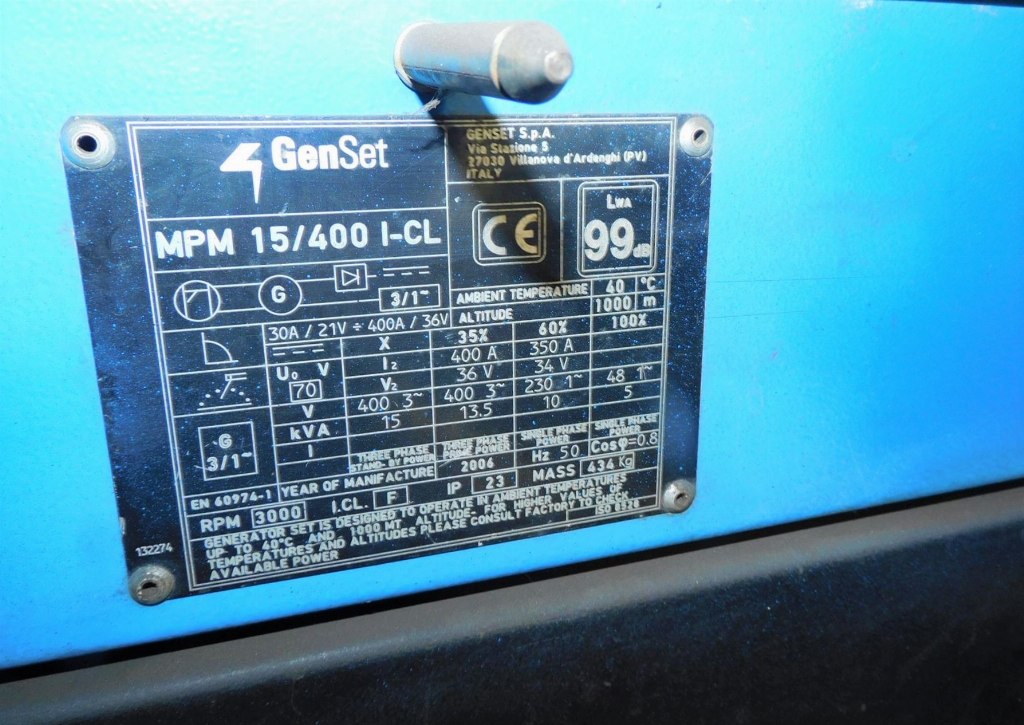 GenSet
GENSET S.p.A.
Via Stazione 5
27030 Villanova d'Ardenghi (PV)
ITALY
MPM 15/400 I-CL
CE
LWA
99dB
G
3/1~
AMBIENT TEMPERATURE 40 °C
ALTITUDE 1000 m
30A / 21V ÷ 400A / 36V
X 35% 60% 100%
U₀ V
70
I₂ 400 A 350 A
V₂ 36 V 34 V
V 400 3~ 400 3~ 230 1~ 48 1~
kVA 15 13.5 10 5
I
G
3/1~
THREE PHASE STAND-BY POWER
THREE PHASE PRIME POWER
SINGLE PHASE POWER
SINGLE PHASE POWER
EN 60974-1 YEAR OF MANIFACTURE 2006 Hz 50 Cosφ=0.8
RPM 3000 I.CL. F IP 23 MASS 434 kg
GENERATOR SET IS DESIGNED TO OPERATE IN AMBIENT TEMPERATURES
UP TO 40°C AND 1000 MT. ALTITUDE. FOR HIGHER VALUES OF
TEMPERATURES AND ALTITUDES PLEASE CONSULT FACTORY TO CHECK
AVAILABLE POWER ISO 8528
132274